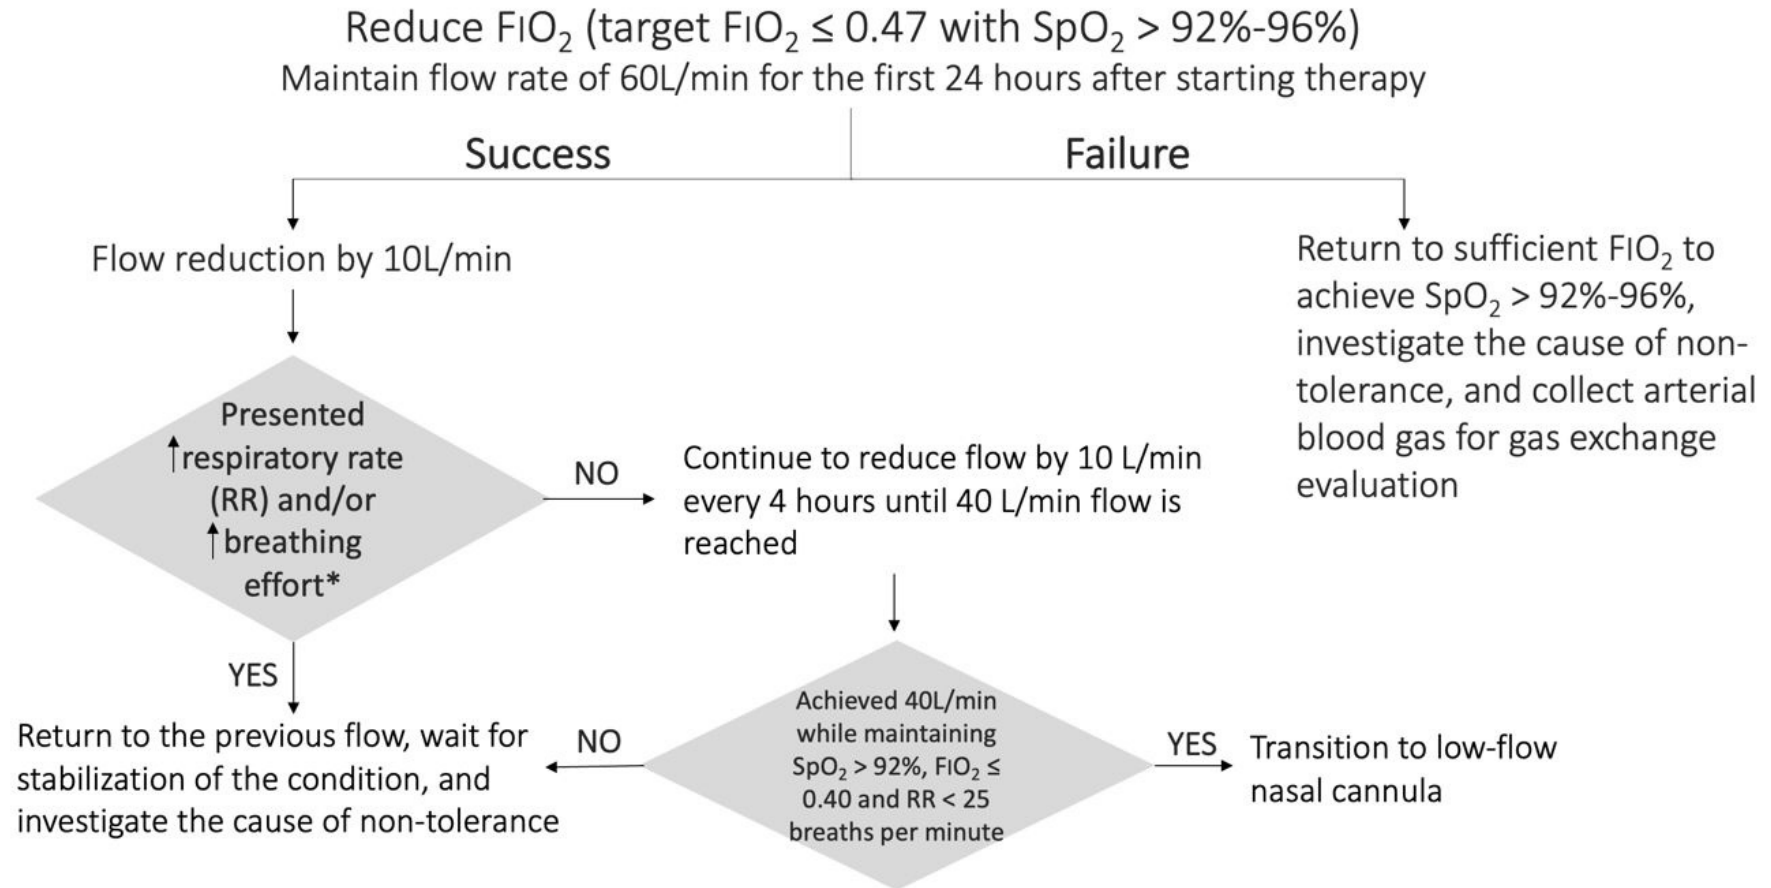 Reduce FIO₂ (target FIO₂ ≤ 0.47 with SpO₂ > 92%-96%)
Maintain flow rate of 60L/min for the first 24 hours after starting therapy
Success
Failure
Flow reduction by 10L/min
Return to sufficient FIO₂ to
achieve SpO₂ > 92%-96%,
investigate the cause of non-
tolerance, and collect arterial
blood gas for gas exchange
evaluation
Presented
↑respiratory rate
(RR) and/or
↑breathing
effort*
NO
Continue to reduce flow by 10 L/min
every 4 hours until 40 L/min flow is
reached
YES
Return to the previous flow, wait for
stabilization of the condition, and
investigate the cause of non-tolerance
NO
Achieved 40L/min
while maintaining
SpO₂ > 92%, FIO₂ ≤
0.40 and RR < 25
breaths per minute
YES
Transition to low-flow
nasal cannula